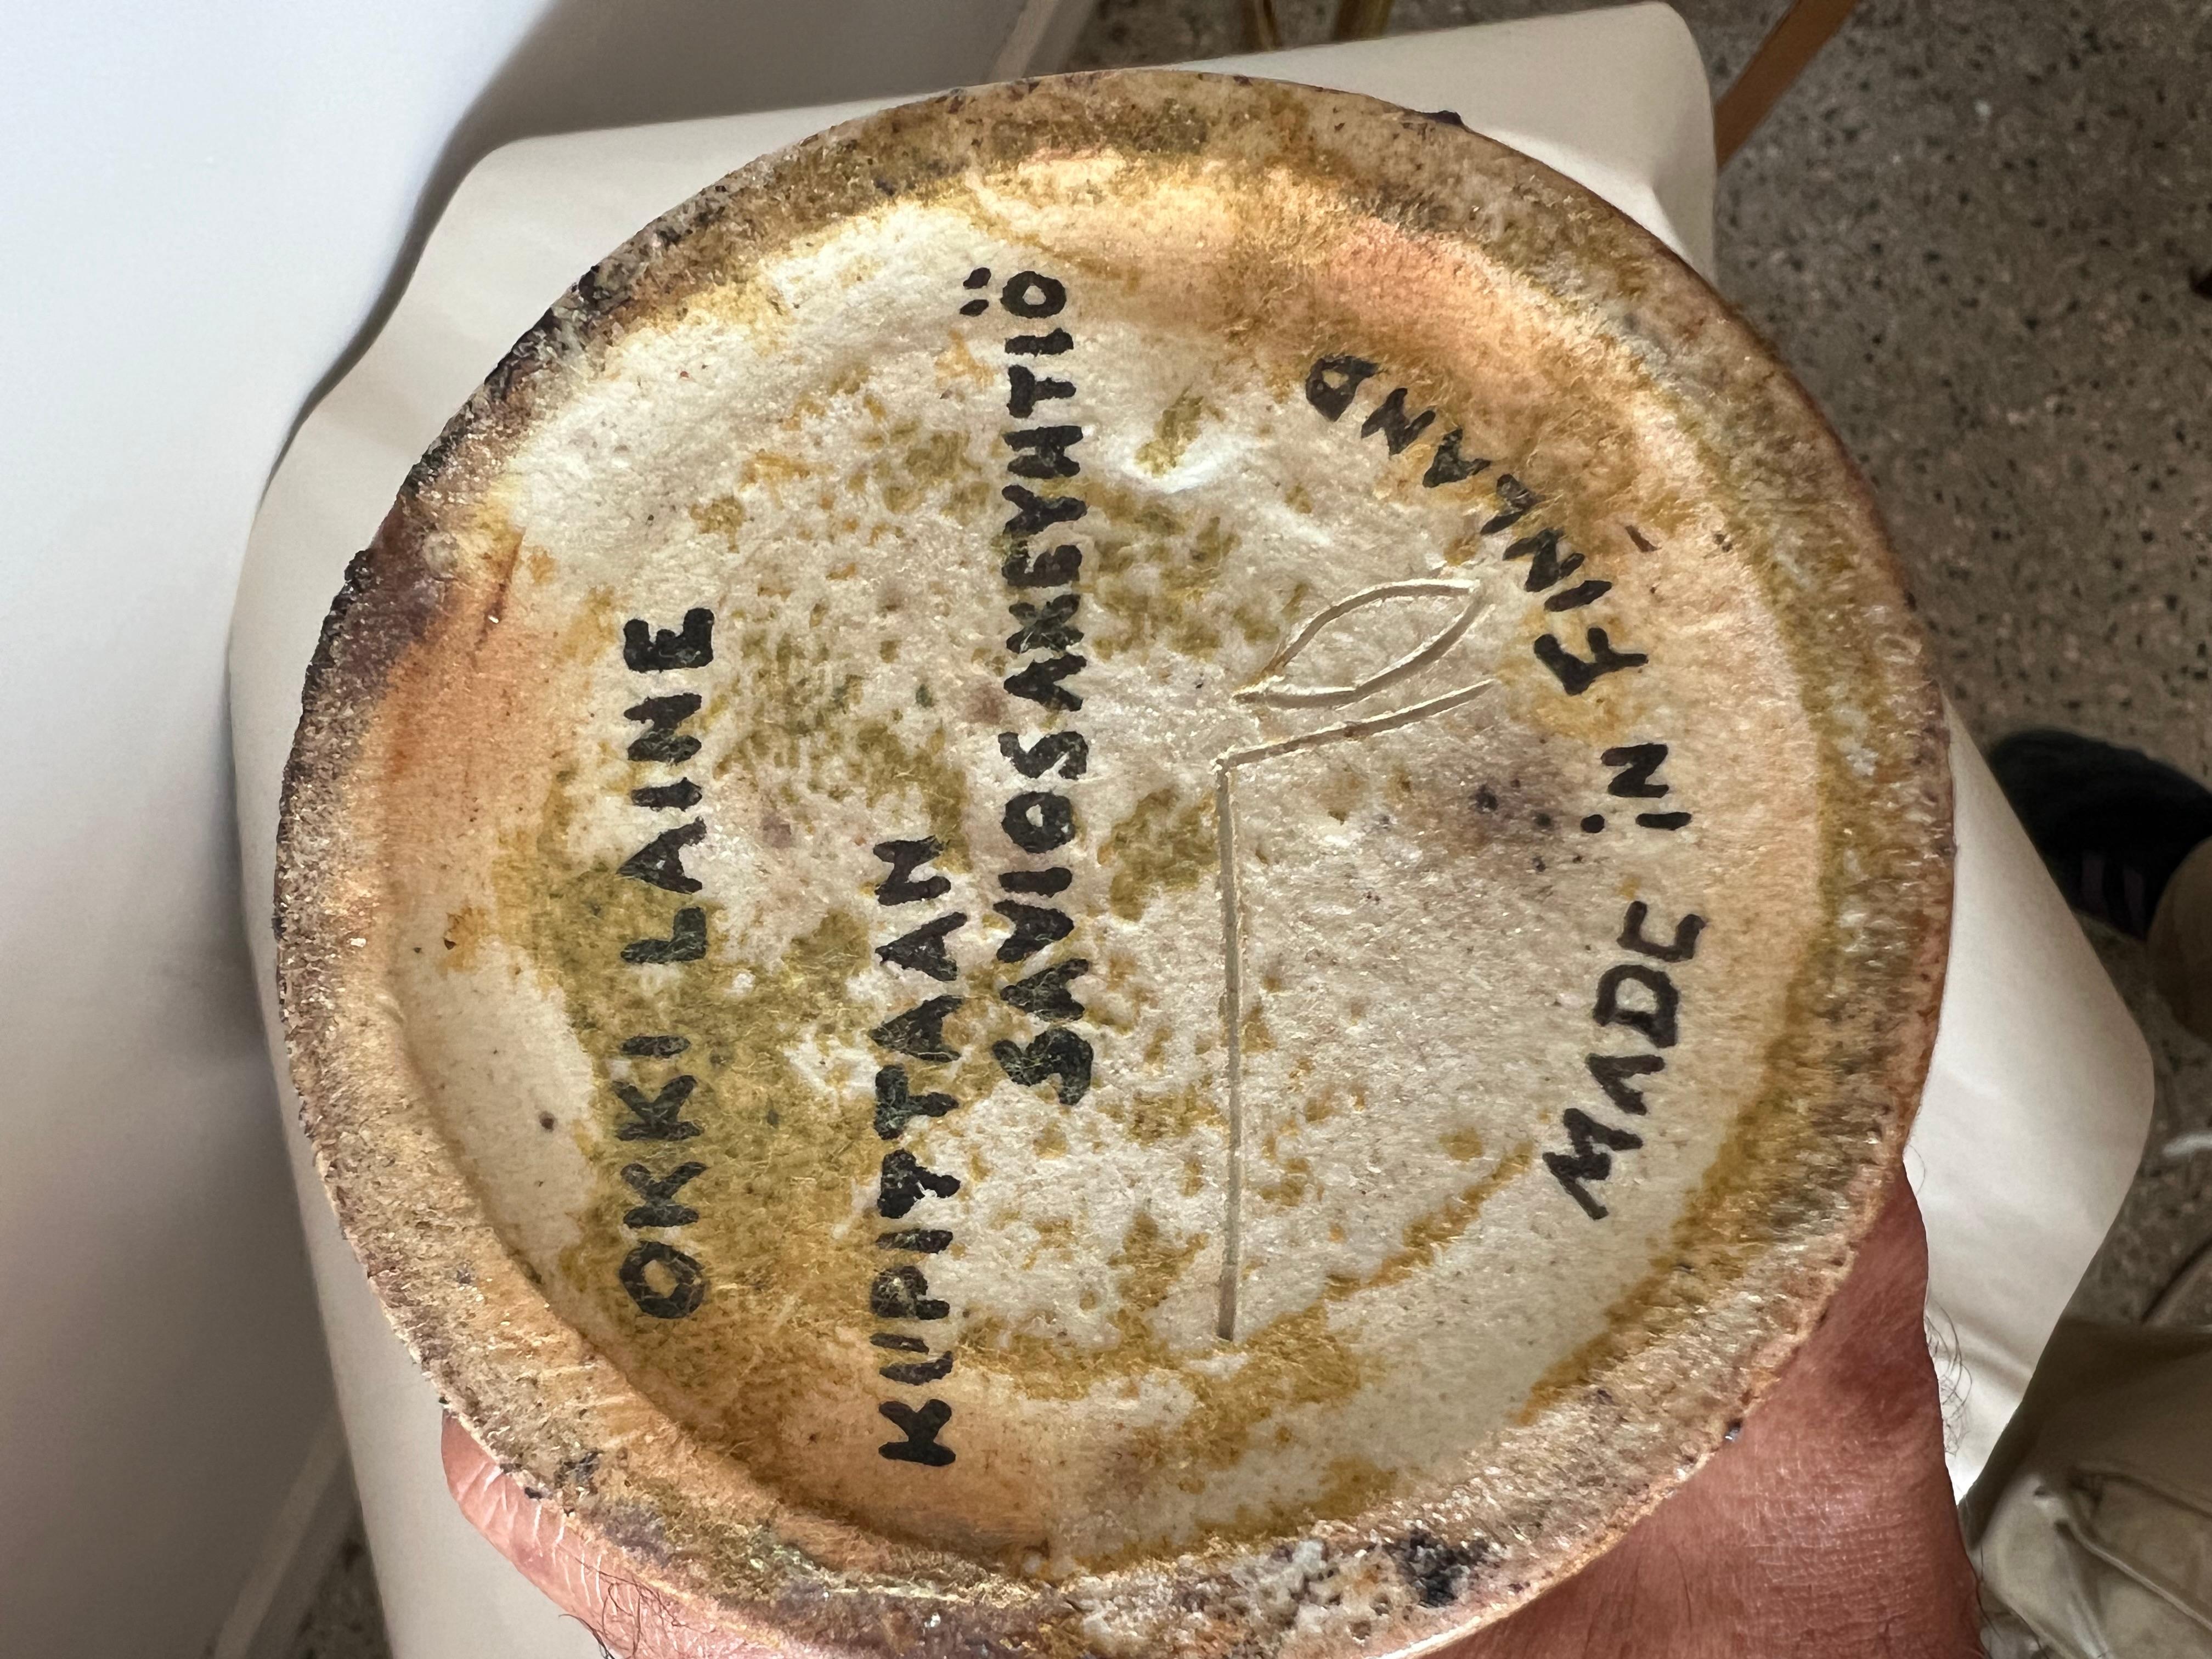 OKKI LAINE
KUPITTAAN
SAVIOSAKEYHTIÖ
MADE IN FINLAND